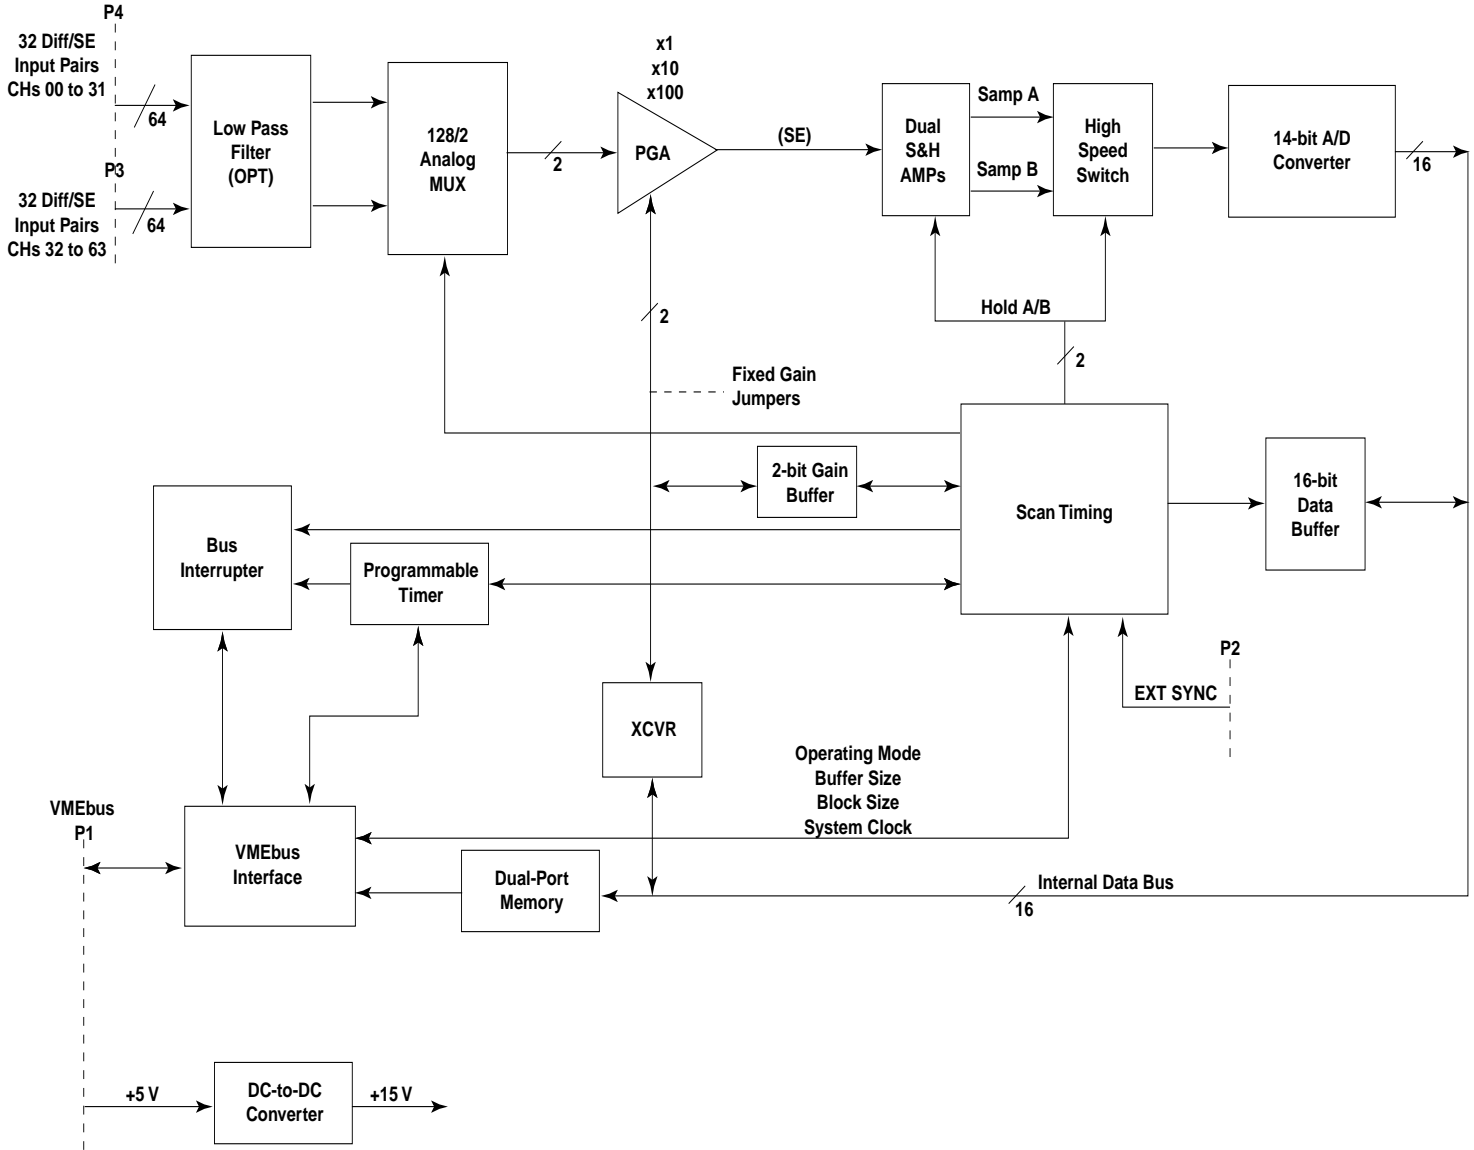 P4
32 Diff/SE
Input Pairs
CHs 00 to 31
64
P3
32 Diff/SE
Input Pairs
CHs 32 to 63
64
Low Pass
Filter
(OPT)
128/2
Analog
MUX
2
x1
x10
x100
PGA
(SE)
Dual
S&H
AMPs
Samp A
Samp B
High
Speed
Switch
14-bit A/D
Converter
16
2
Hold A/B
2
Fixed Gain
Jumpers
2-bit Gain
Buffer
Scan Timing
16-bit
Data
Buffer
Bus
Interrupter
Programmable
Timer
P2
EXT SYNC
XCVR
Operating Mode
Buffer Size
Block Size
System Clock
VMEbus
P1
VMEbus
Interface
Dual-Port
Memory
Internal Data Bus
16
+5 V
DC-to-DC
Converter
+15 V